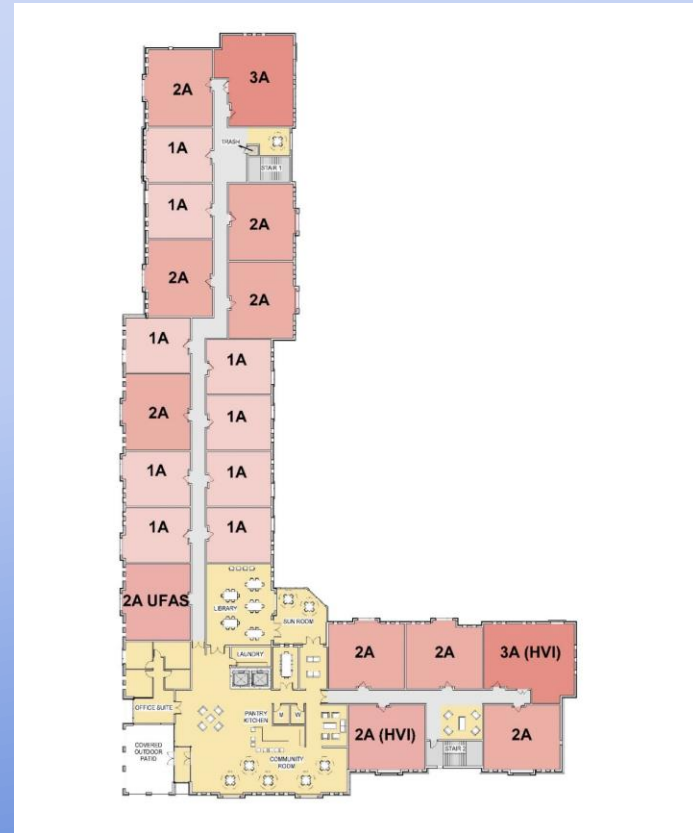 3A
2A
1A
TRASH
STAIR 1
1A
2A
2A
2A
1A
1A
2A
1A
1A
1A
1A
1A
2A UFAS
LIBRARY
SUN ROOM
LAUNDRY
2A
2A
3A (HVI)
OFFICE SUITE
PANTRY
KITCHEN
M
W
2A (HVI)
2A
STAIR 2
COVERED
OUTDOOR
PATIO
COMMUNITY
ROOM